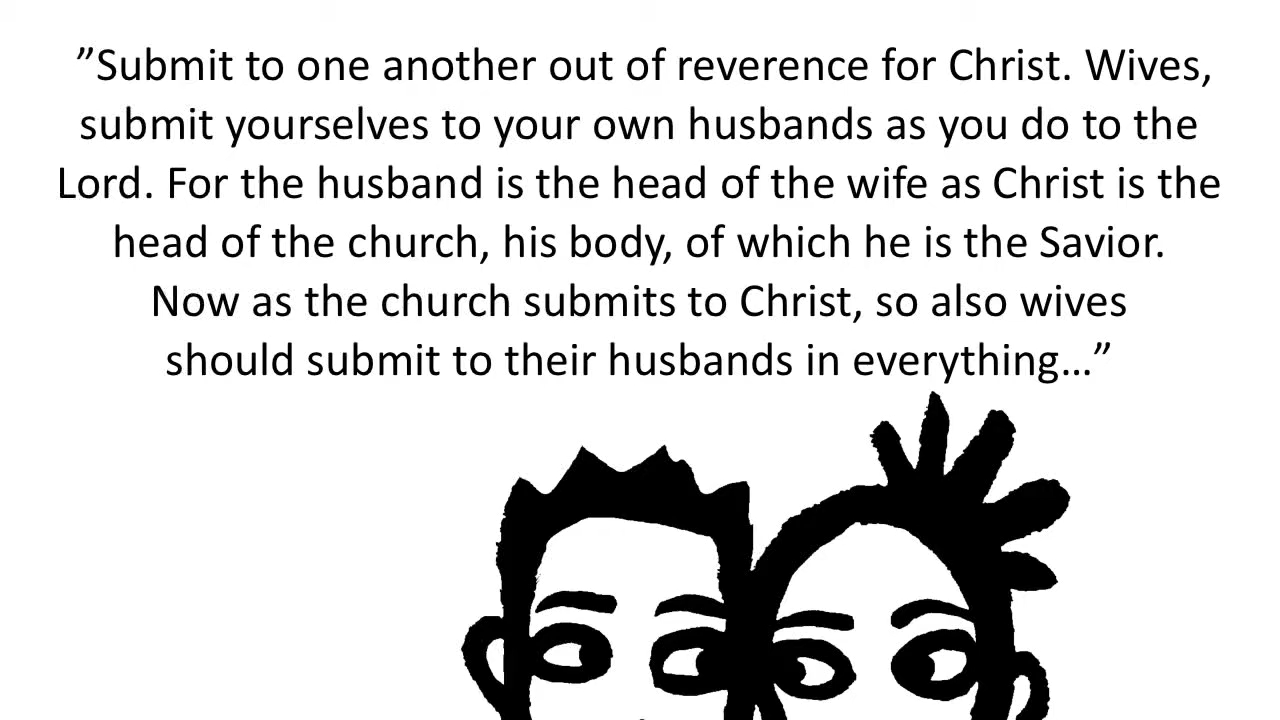 ”Submit to one another out of reverence for Christ. Wives,
submit yourselves to your own husbands as you do to the
Lord. For the husband is the head of the wife as Christ is the
head of the church, his body, of which he is the Savior.
Now as the church submits to Christ, so also wives
should submit to their husbands in everything…”